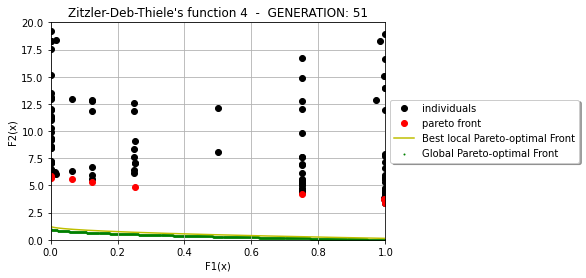 Zitzler-Deb-Thiele's function 4 - GENERATION: 51
20.0
17.5
15.0
12.5
10.0
7.5
5.0
2.5
0.0
F2(x)
0.0 0.2 0.4 0.6 0.8 1.0
F1(x)
individuals
pareto front
Best local Pareto-optimal Front
Global Pareto-optimal Front